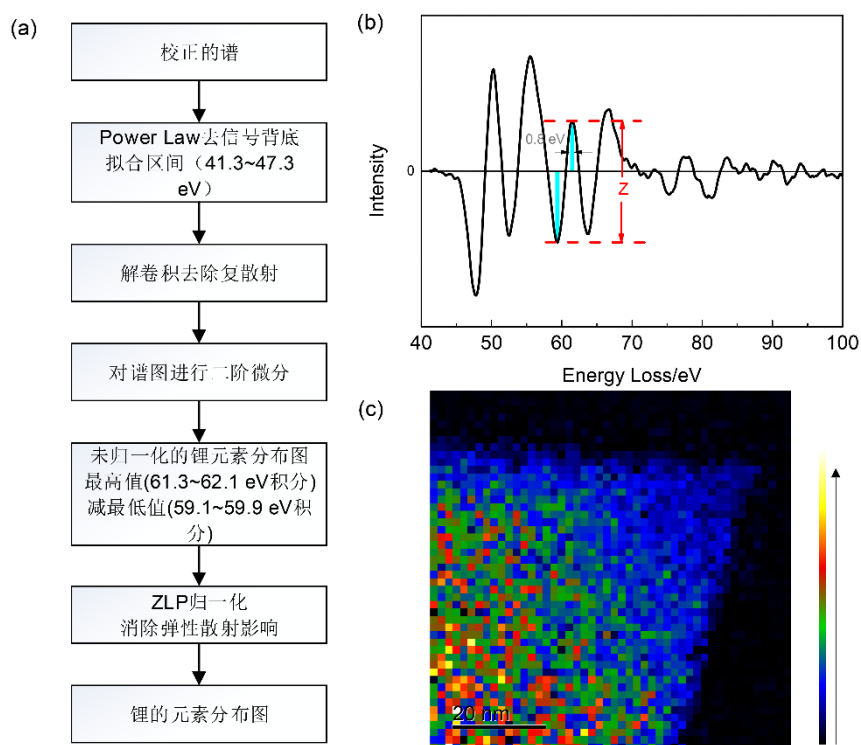 (a)
校正的谱
Power Law去信号背底
拟合区间（41.3~47.3
eV）
解卷积去除复散射
对谱图进行二阶微分
未归一化的锂元素分布图
最高值(61.3~62.1 eV积分)
减最低值(59.1~59.9 eV积
分)
ZLP归一化
消除弹性散射影响
锂的元素分布图
(b)
Intensity
0
0.8 eV
Z
40 50 60 70 80 90 100
Energy Loss/eV
(c)
20 nm